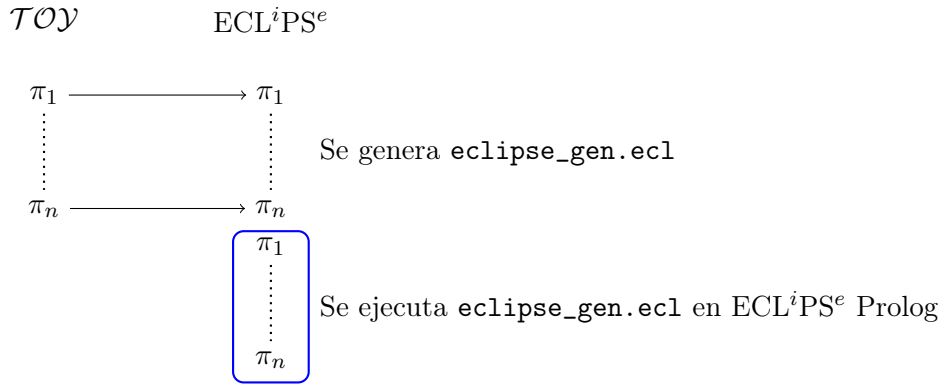 𝒯𝒪𝒴 ECLⁱPSᵉ
π₁ π₁
Se genera eclipse_gen.ecl
πₙ πₙ
π₁
Se ejecuta eclipse_gen.ecl en ECLⁱPSᵉ Prolog
πₙ